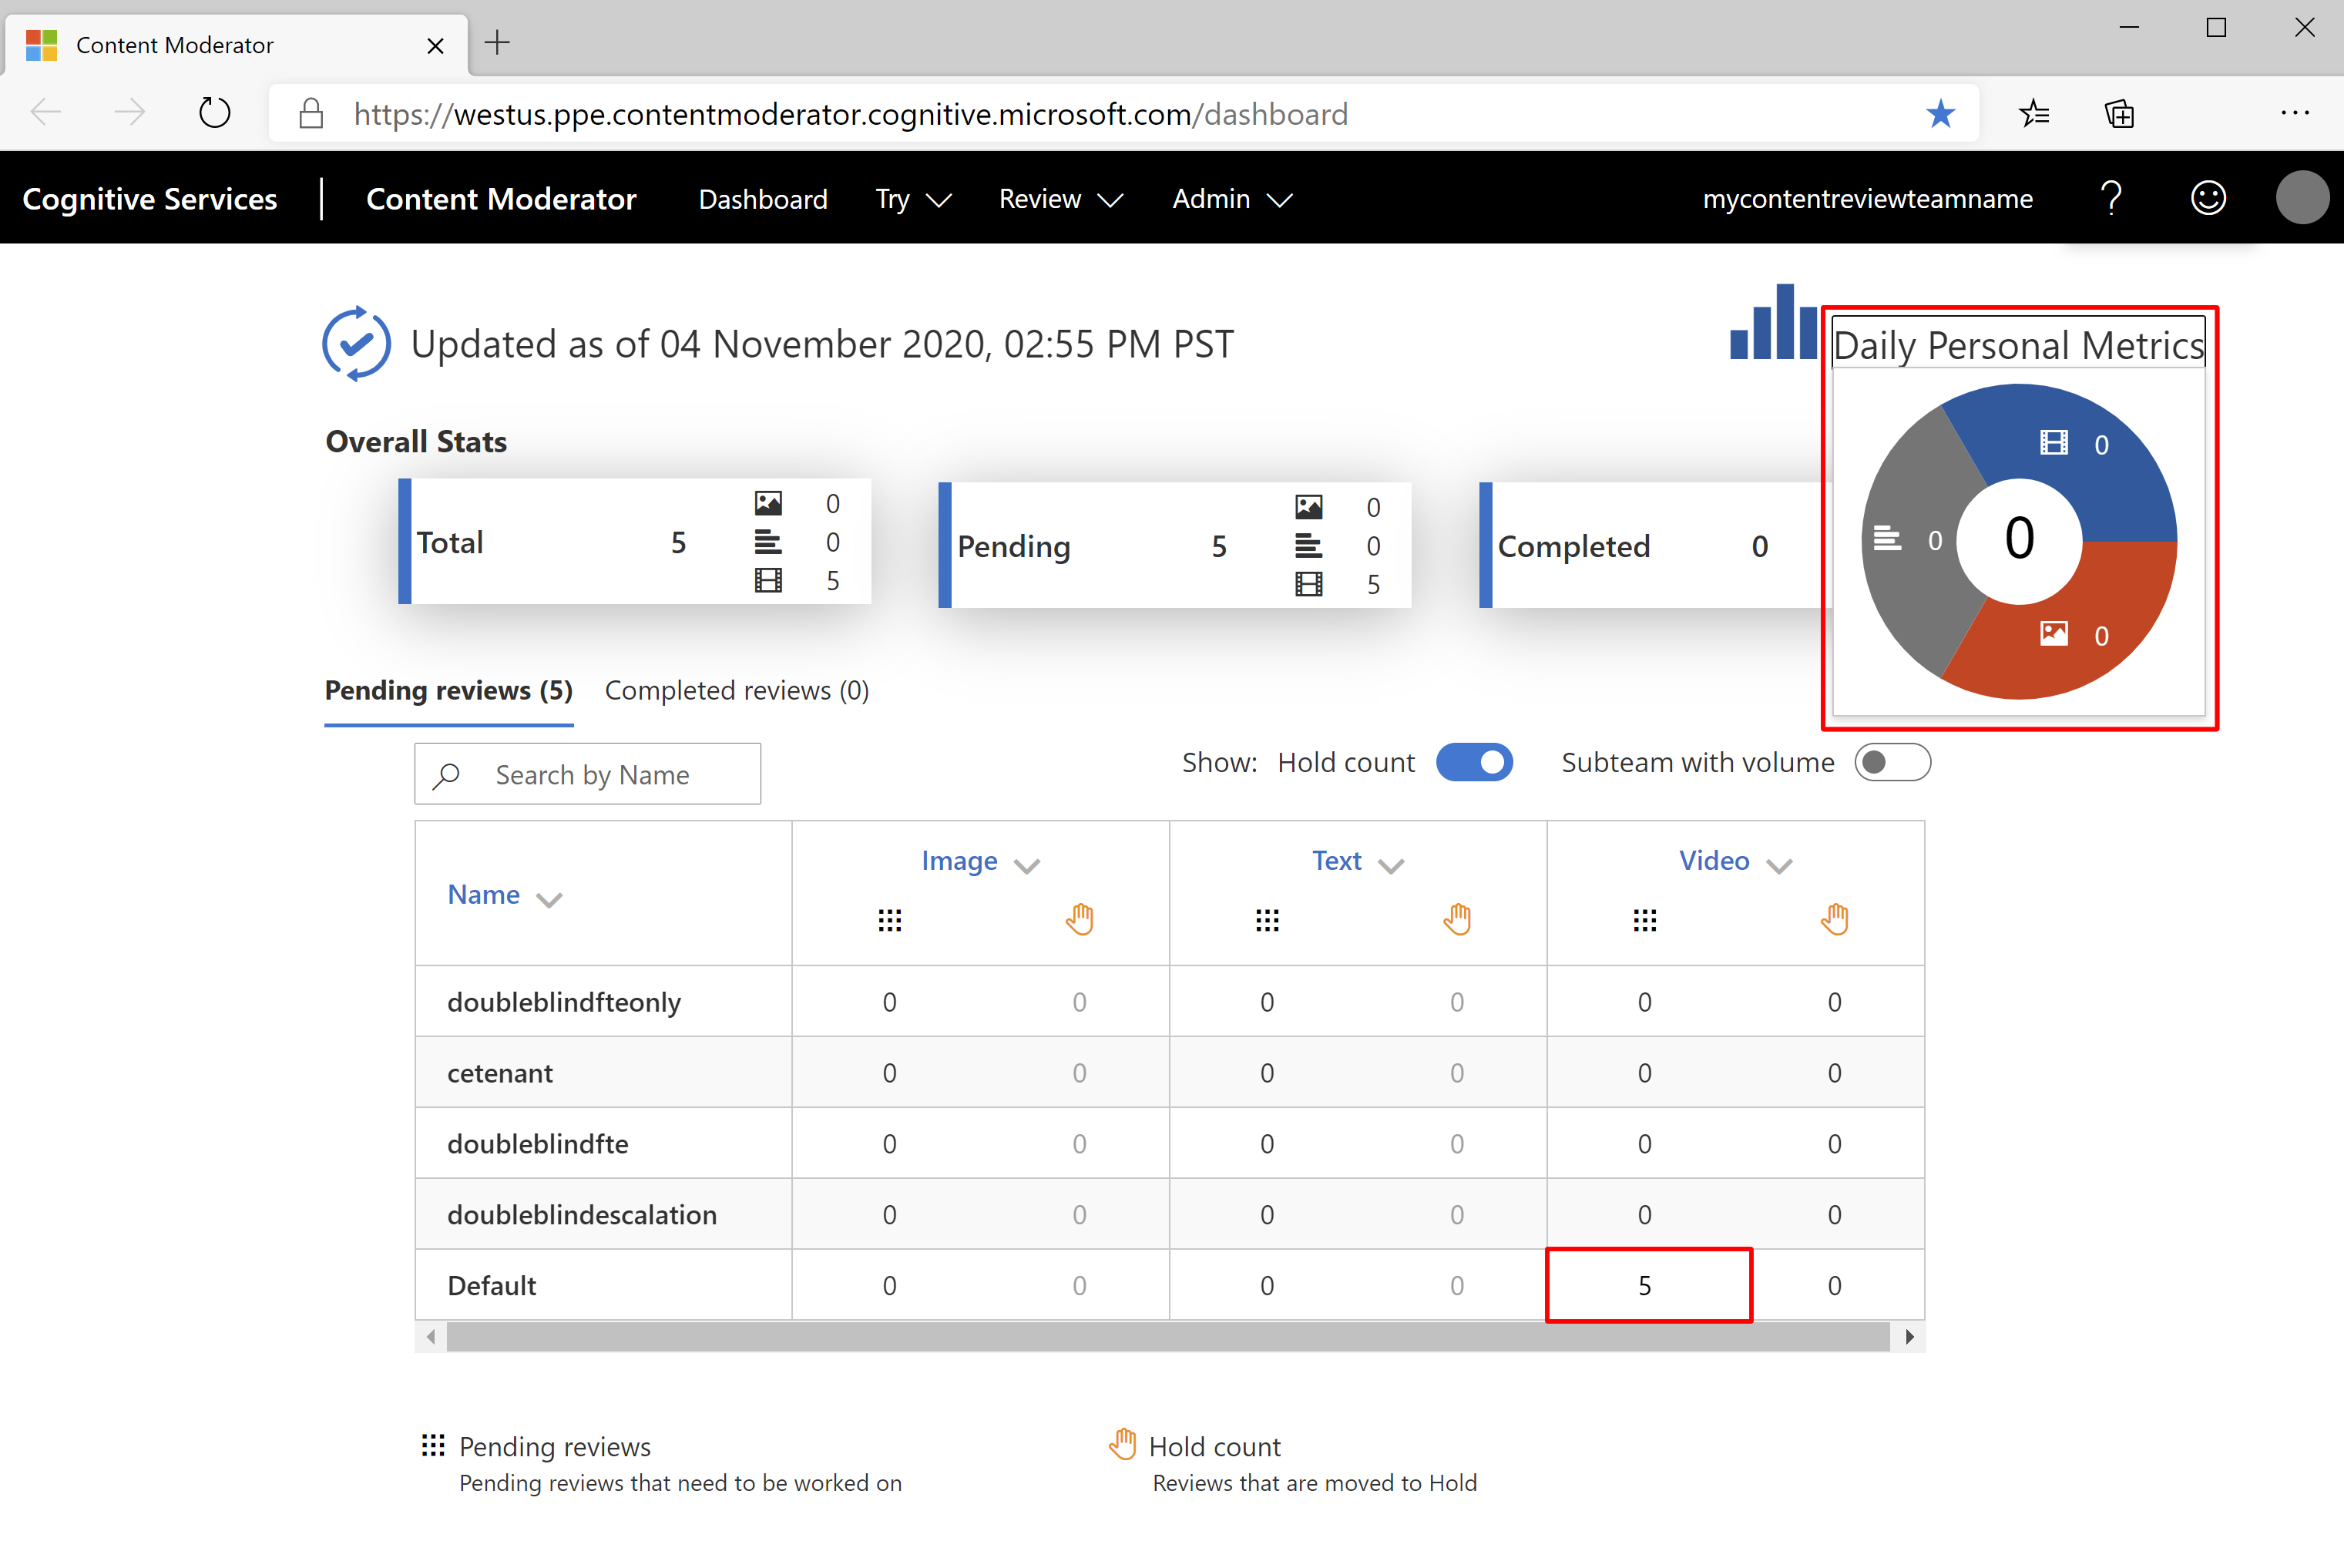 Content Moderator
https://westus.ppe.contentmoderator.cognitive.microsoft.com/dashboard
Cognitive Services | Content Moderator Dashboard Try Review Admin mycontentreviewteamname ?
Updated as of 04 November 2020, 02:55 PM PST
Daily Personal Metrics
0
0
0
0
Overall Stats
Total 5
0
0
5
Pending 5
0
0
5
Completed 0
Pending reviews (5) Completed reviews (0)
Search by Name
Show: Hold count Subteam with volume
Name Image Text Video
doubleblindfteonly 0 0 0 0 0 0
cetenant 0 0 0 0 0 0
doubleblindfte 0 0 0 0 0 0
doubleblindescalation 0 0 0 0 0 0
Default 0 0 0 0 5 0
Pending reviews
Pending reviews that need to be worked on
Hold count
Reviews that are moved to Hold